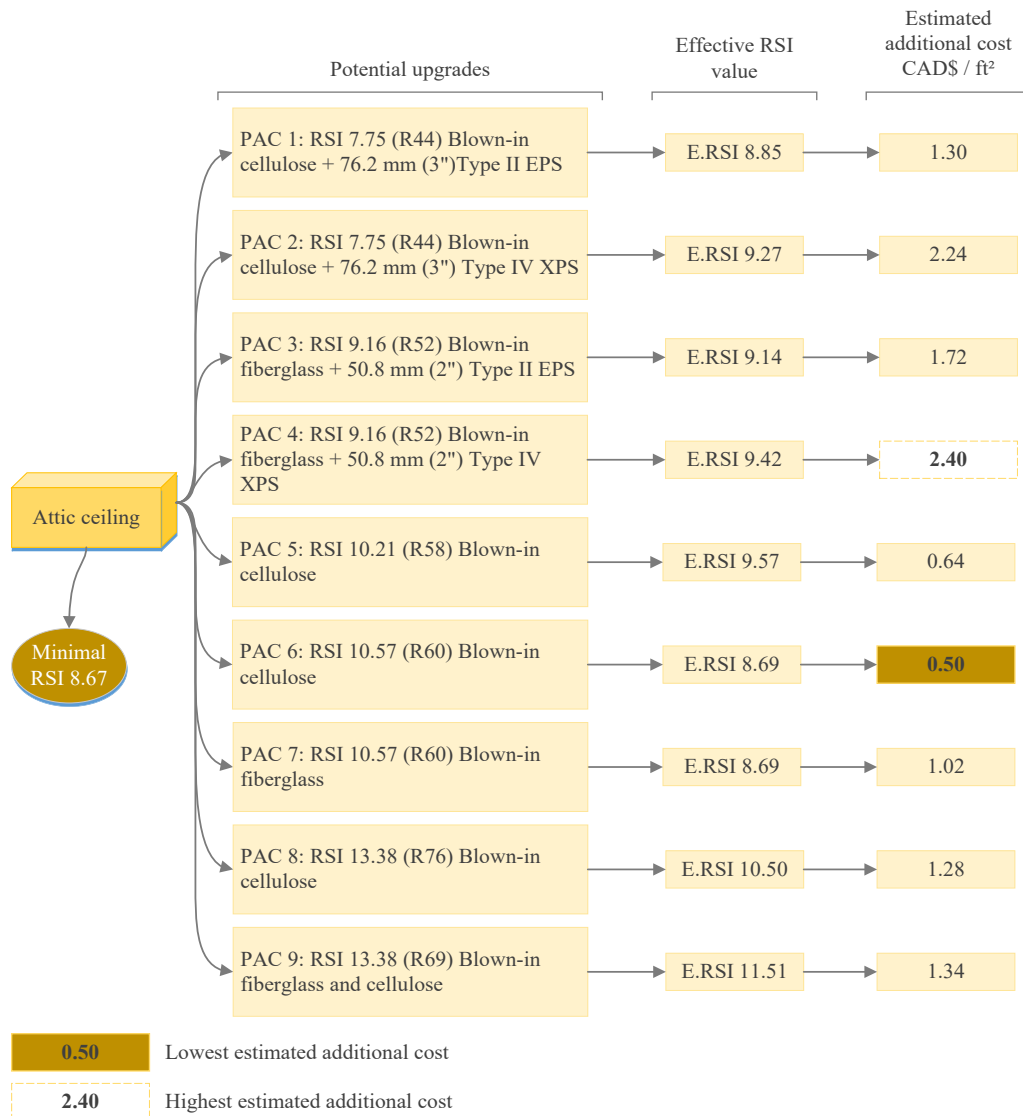 Potential upgrades
Effective RSI
value
Estimated
additional cost
CAD$ / ft²
PAC 1: RSI 7.75 (R44) Blown-in
cellulose + 76.2 mm (3")Type II EPS
E.RSI 8.85
1.30
PAC 2: RSI 7.75 (R44) Blown-in
cellulose + 76.2 mm (3") Type IV XPS
E.RSI 9.27
2.24
PAC 3: RSI 9.16 (R52) Blown-in
fiberglass + 50.8 mm (2") Type II EPS
E.RSI 9.14
1.72
PAC 4: RSI 9.16 (R52) Blown-in
fiberglass + 50.8 mm (2") Type IV
XPS
E.RSI 9.42
2.40
Attic ceiling
PAC 5: RSI 10.21 (R58) Blown-in
cellulose
E.RSI 9.57
0.64
Minimal
RSI 8.67
PAC 6: RSI 10.57 (R60) Blown-in
cellulose
E.RSI 8.69
0.50
PAC 7: RSI 10.57 (R60) Blown-in
fiberglass
E.RSI 8.69
1.02
PAC 8: RSI 13.38 (R76) Blown-in
cellulose
E.RSI 10.50
1.28
PAC 9: RSI 13.38 (R69) Blown-in
fiberglass and cellulose
E.RSI 11.51
1.34
0.50 Lowest estimated additional cost
2.40 Highest estimated additional cost